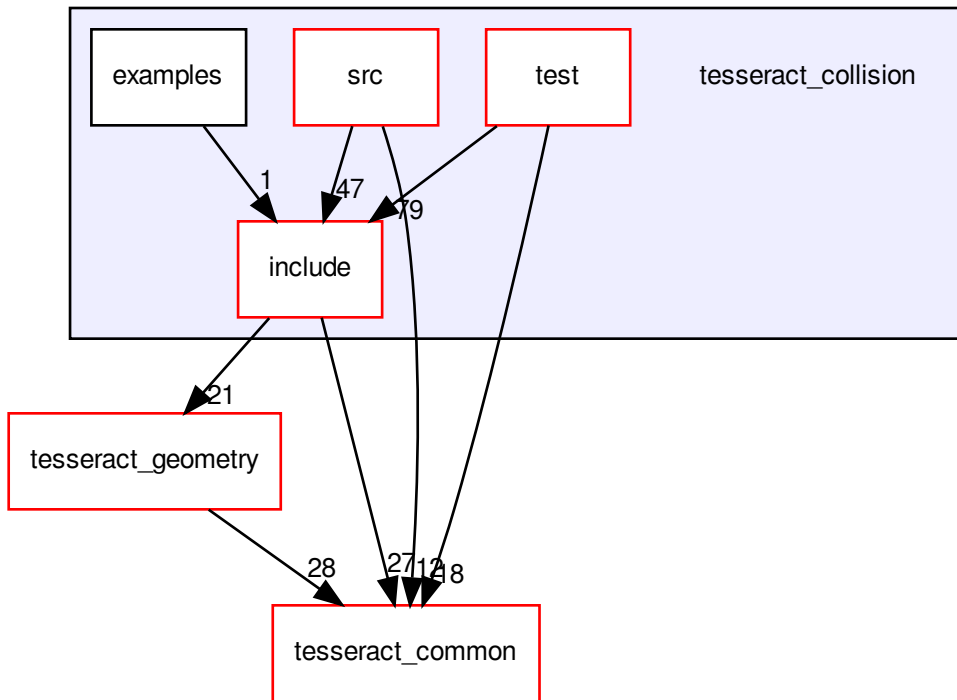 examples
src
test
tesseract_collision
1
47
79
include
21
tesseract_geometry
28
27
12
18
tesseract_common